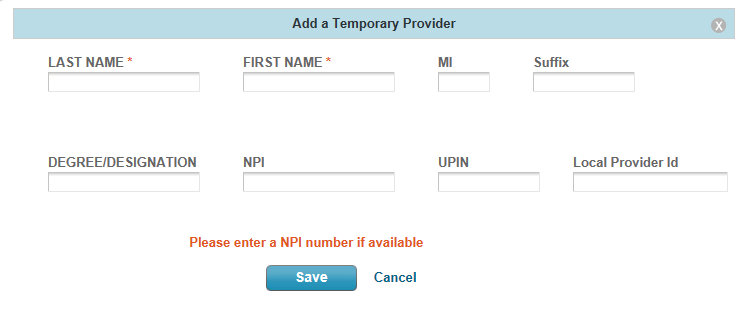 Add a Temporary Provider
X
LAST NAME * FIRST NAME * MI Suffix
DEGREE/DESIGNATION NPI UPIN Local Provider Id
Please enter a NPI number if available
Save Cancel